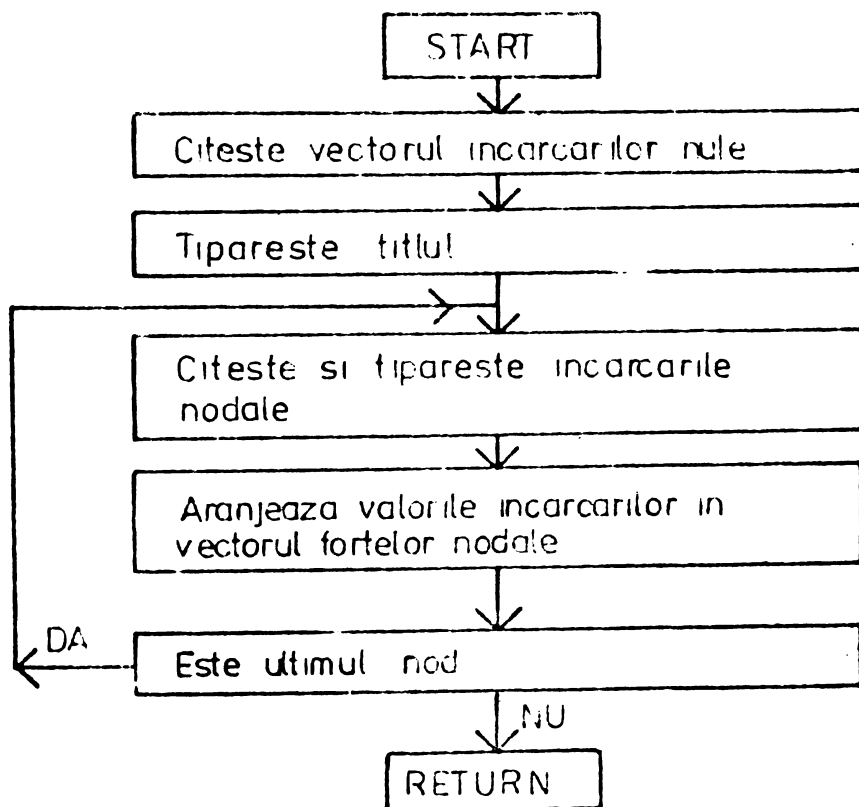 START
Citeste vectorul incarcarilor nule
Tipareste titlul
Citeste si tipareste incarcarile
nodale
Aranjeaza valorile incarcarilor in
vectorul fortelor nodale
DA
Este ultimul nod
NU
RETURN